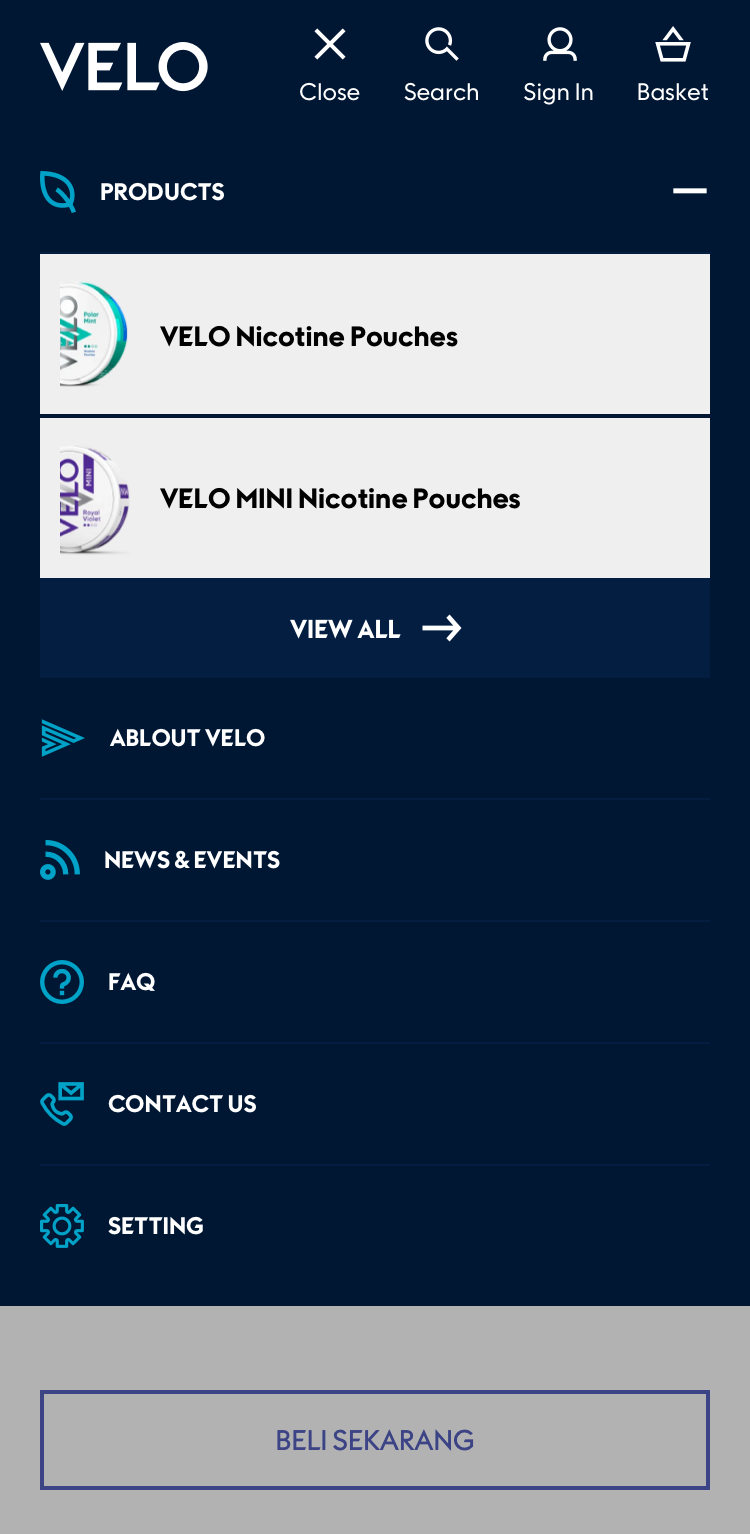 VELO
Close
Search
Sign In
Basket
PRODUCTS
VELO
Polar
Mint
VELO Nicotine Pouches
VELO
MINI
Royal
Violet
VELO MINI Nicotine Pouches
VIEW ALL
ABLOUT VELO
NEWS & EVENTS
FAQ
CONTACT US
SETTING
BELI SEKARANG